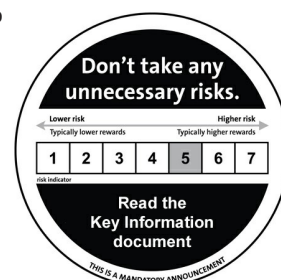 Don't take any
unnecessary risks.
Lower risk Higher risk
Typically lower rewards Typically higher rewards
1 2 3 4 5 6 7
risk indicator
Read the
Key Information
document
THIS IS A MANDATORY ANNOUNCEMENT